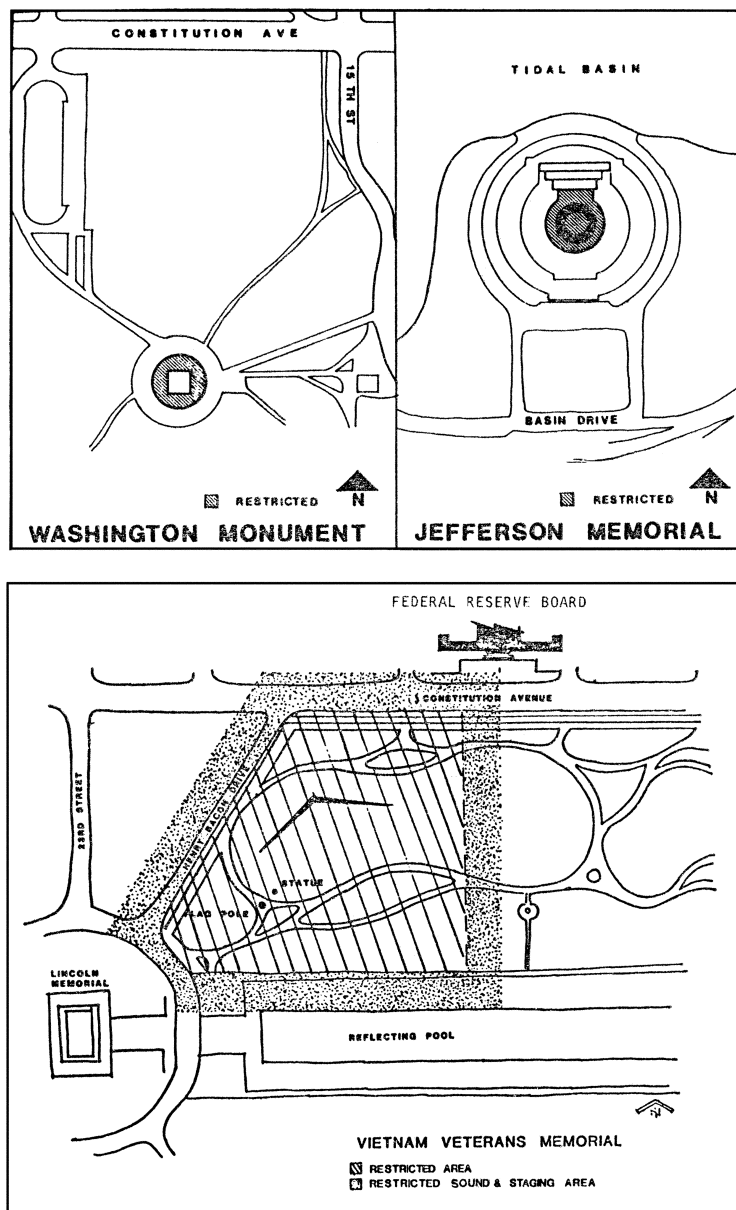 CONSTITUTION AVE
15TH ST
RESTRICTED
N
WASHINGTON MONUMENT
TIDAL BASIN
BASIN DRIVE
RESTRICTED
N
JEFFERSON MEMORIAL
FEDERAL RESERVE BOARD
CONSTITUTION AVENUE
23RD STREET
HENRY BACON DRIVE
STATUE
FLAG POLE
LINCOLN
MEMORIAL
REFLECTING POOL
N
VIETNAM VETERANS MEMORIAL
RESTRICTED AREA
RESTRICTED SOUND & STAGING AREA